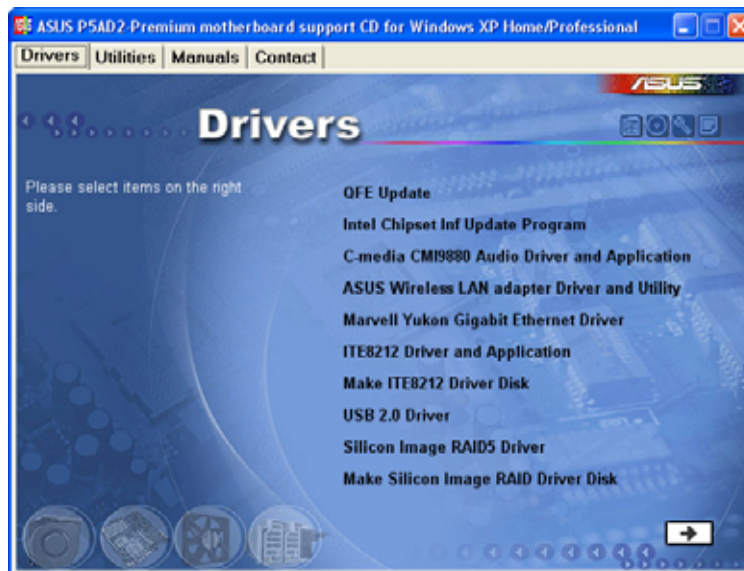 ASUS P5AD2-Premium motherboard support CD for Windows XP Home/Professional
Drivers Utilities Manuals Contact
ASUS
Drivers
Please select items on the right
side.
QFE Update
Intel Chipset Inf Update Program
C-media CMI9880 Audio Driver and Application
ASUS Wireless LAN adapter Driver and Utility
Marvell Yukon Gigabit Ethernet Driver
ITE8212 Driver and Application
Make ITE8212 Driver Disk
USB 2.0 Driver
Silicon Image RAID5 Driver
Make Silicon Image RAID Driver Disk